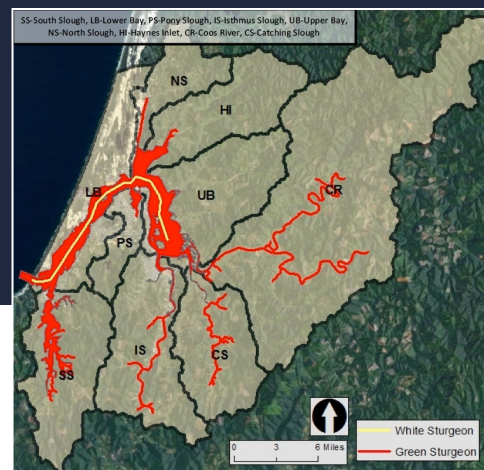 SS-South Slough, LB-Lower Bay, PS-Pony Slough, IS-Isthmus Slough, UB-Upper Bay,
NS-North Slough, HI-Haynes Inlet, CR-Coos River, CS-Catching Slough
NS
HI
CR
LB
UB
PS
IS
CS
SS
0 3 6 Miles
White Sturgeon
Green Sturgeon